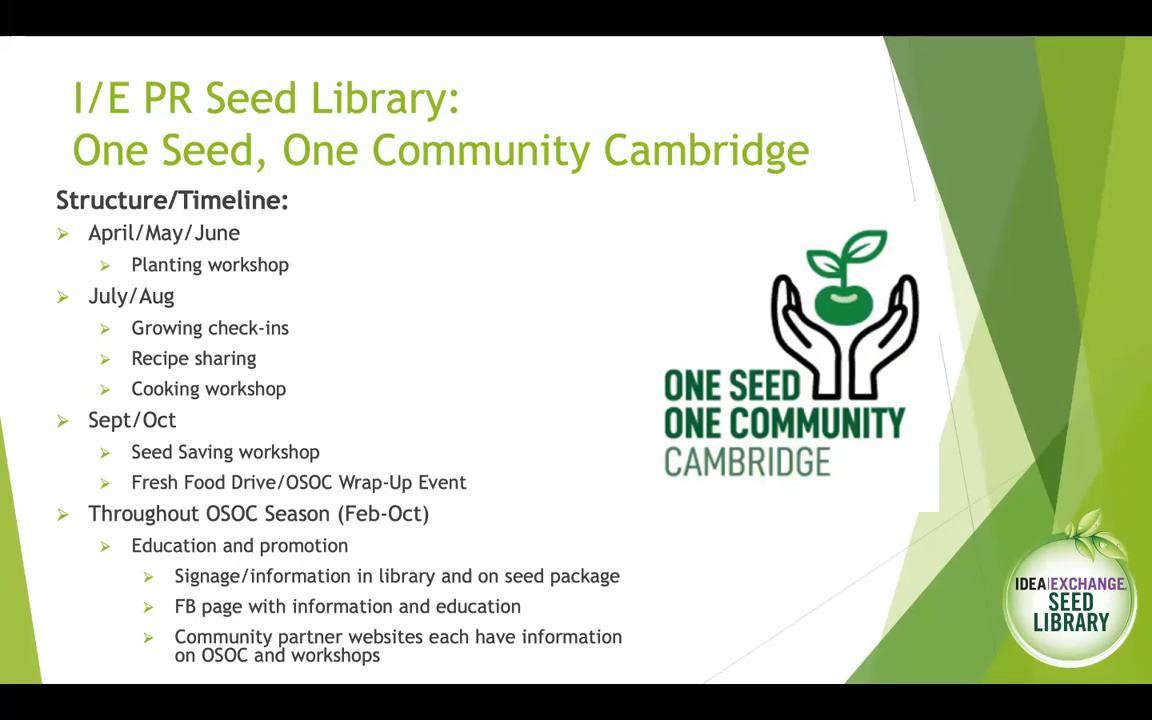 I/E PR Seed Library:
One Seed, One Community Cambridge
Structure/Timeline:
April/May/June
Planting workshop
July/Aug
Growing check-ins
Recipe sharing
Cooking workshop
Sept/Oct
Seed Saving workshop
Fresh Food Drive/OSOC Wrap-Up Event
Throughout OSOC Season (Feb-Oct)
Education and promotion
Signage/information in library and on seed package
FB page with information and education
Community partner websites each have information
on OSOC and workshops
ONE SEED
ONE COMMUNITY
CAMBRIDGE
IDEA|EXCHANGE
SEED
LIBRARY